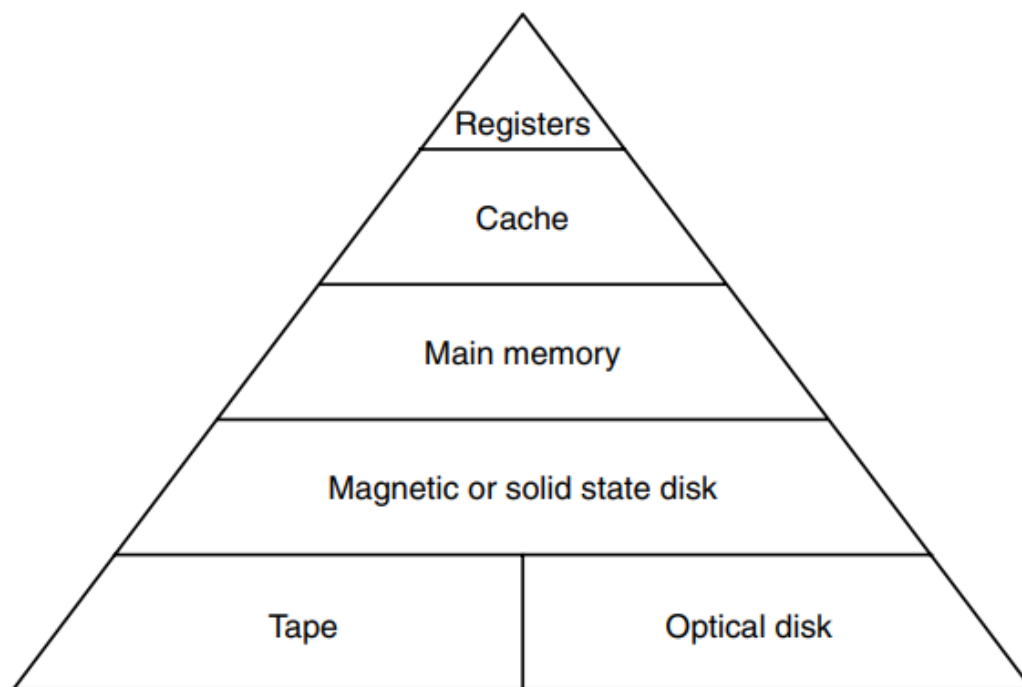 Registers
Cache
Main memory
Magnetic or solid state disk
Tape
Optical disk